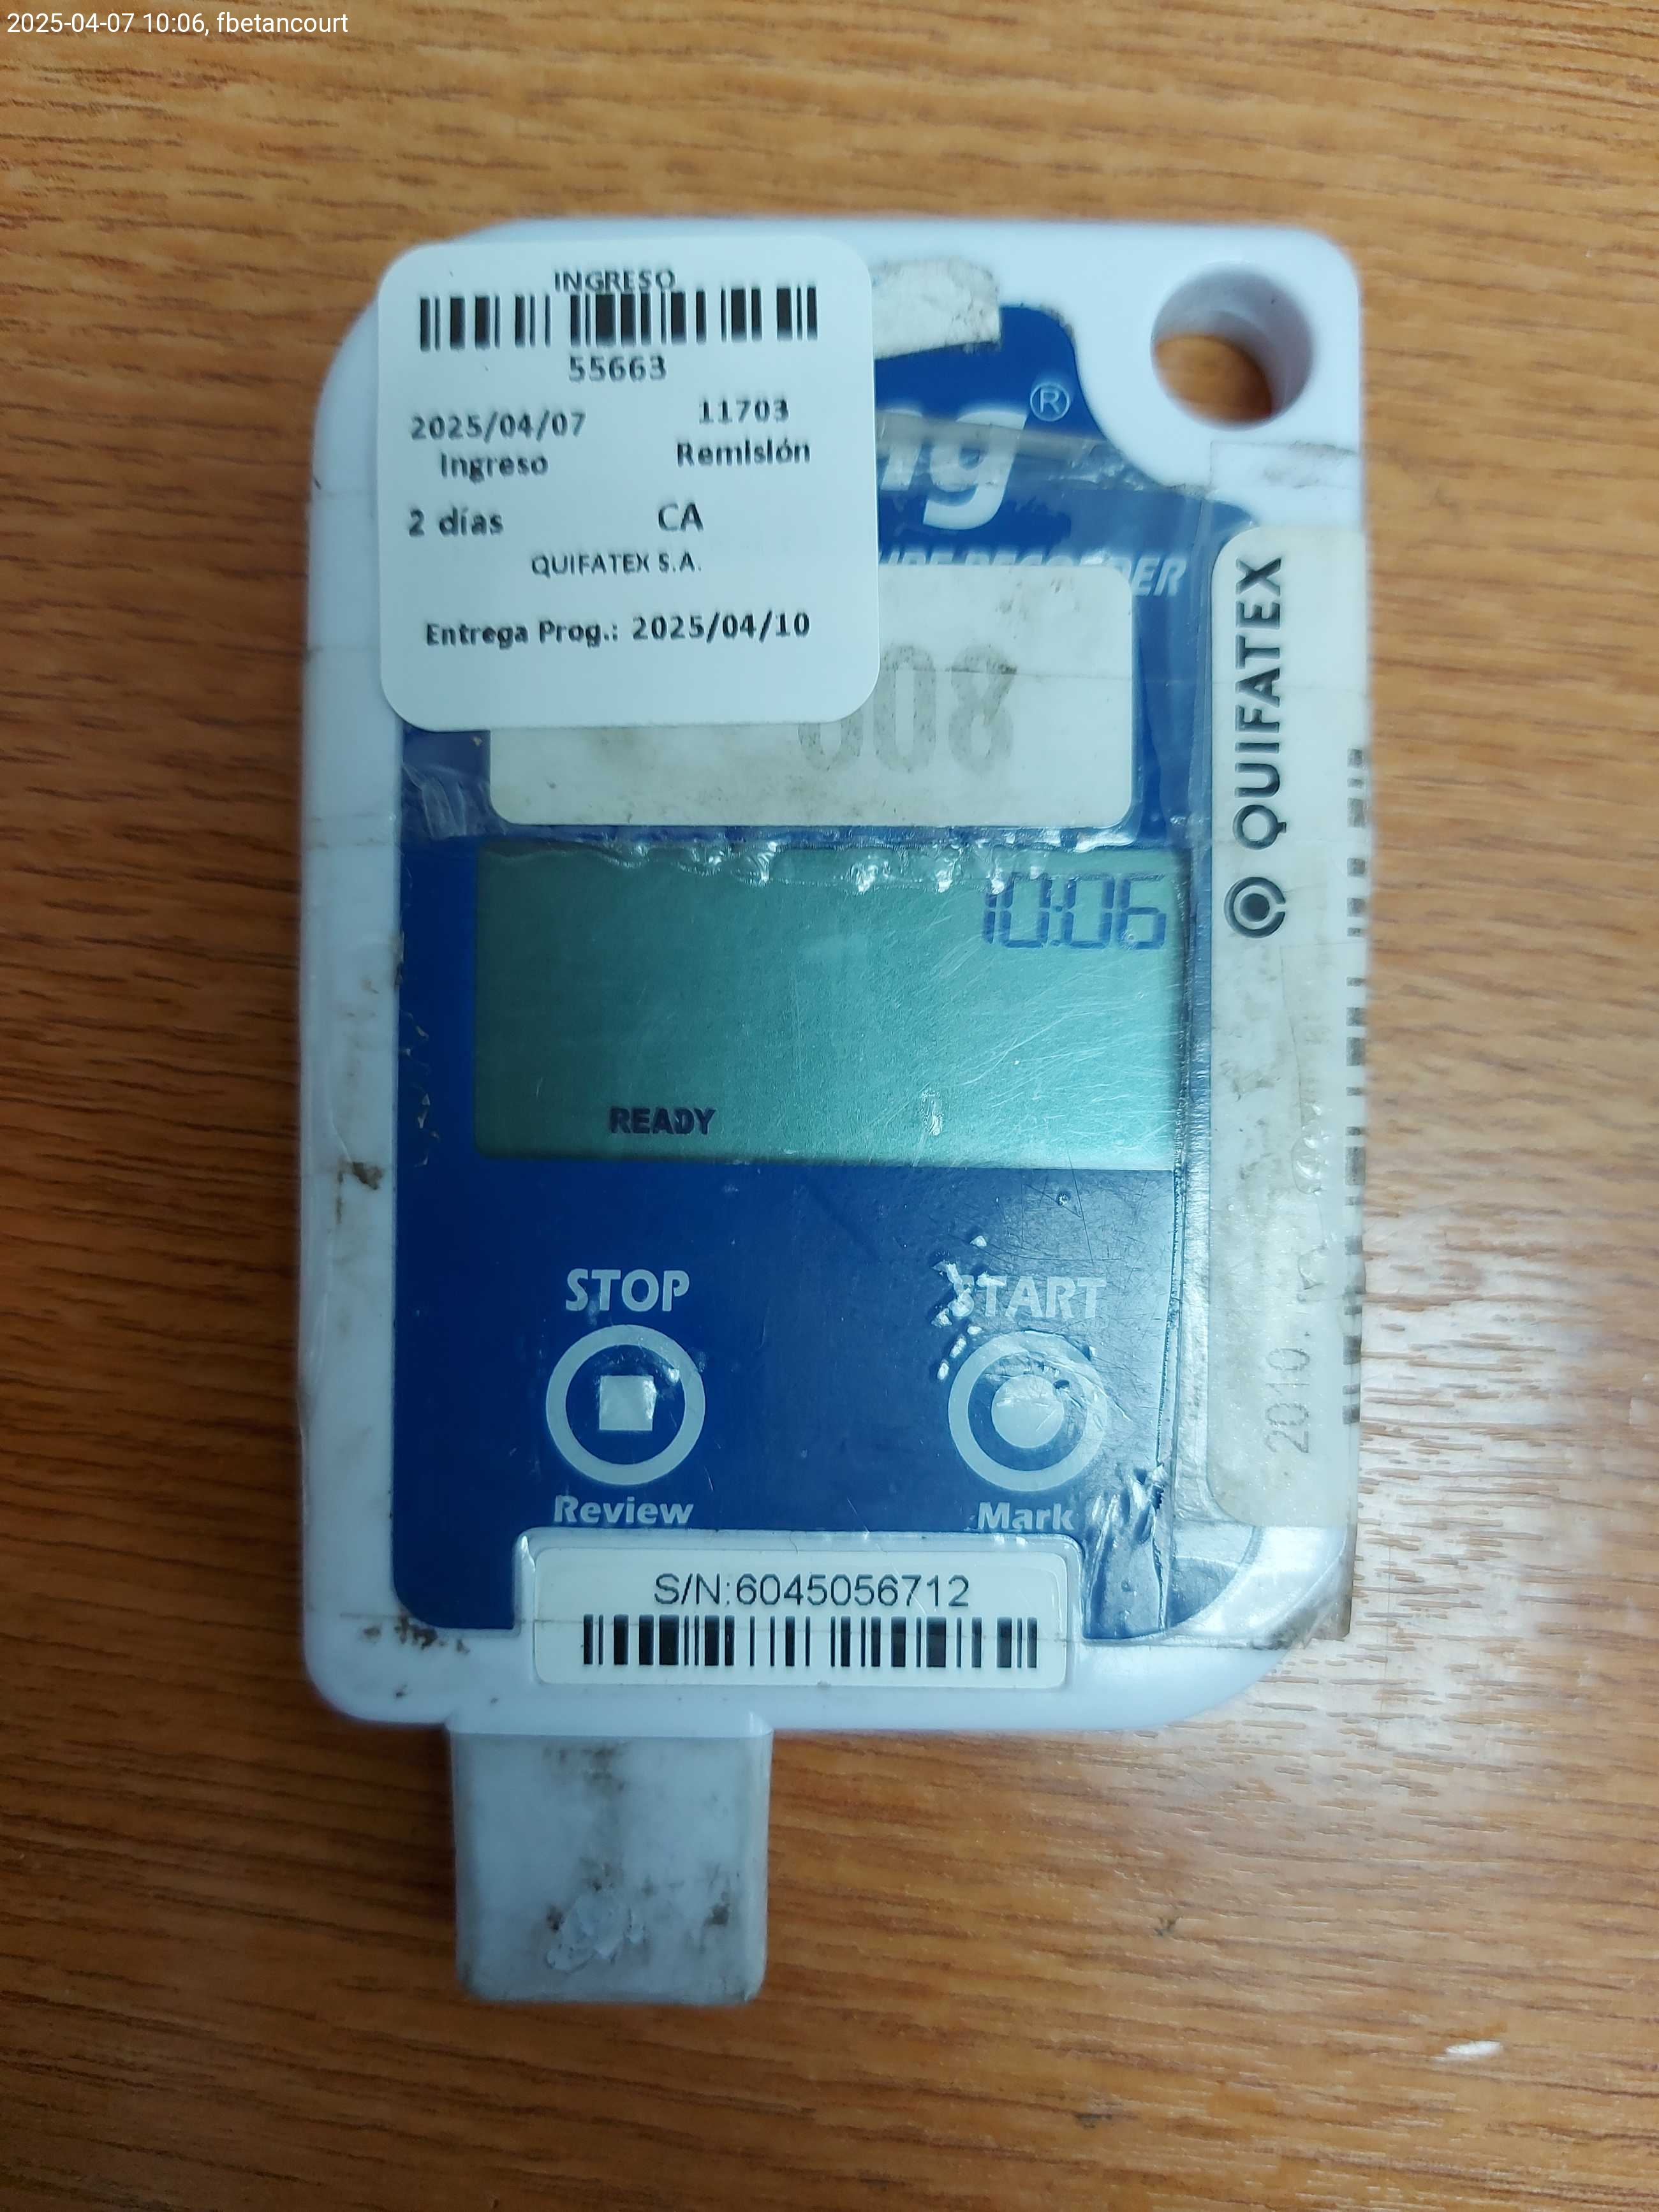 2025-04-07 10:06, fbetancourt
INGRESO
55663
2025/04/07 11703
Ingreso Remisión
2 días CA
QUIFATEX S.A.
Entrega Prog.: 2025/04/10
®
QUIFATEX
10:06
READY
STOP START
Review Mark
S/N:6045056712